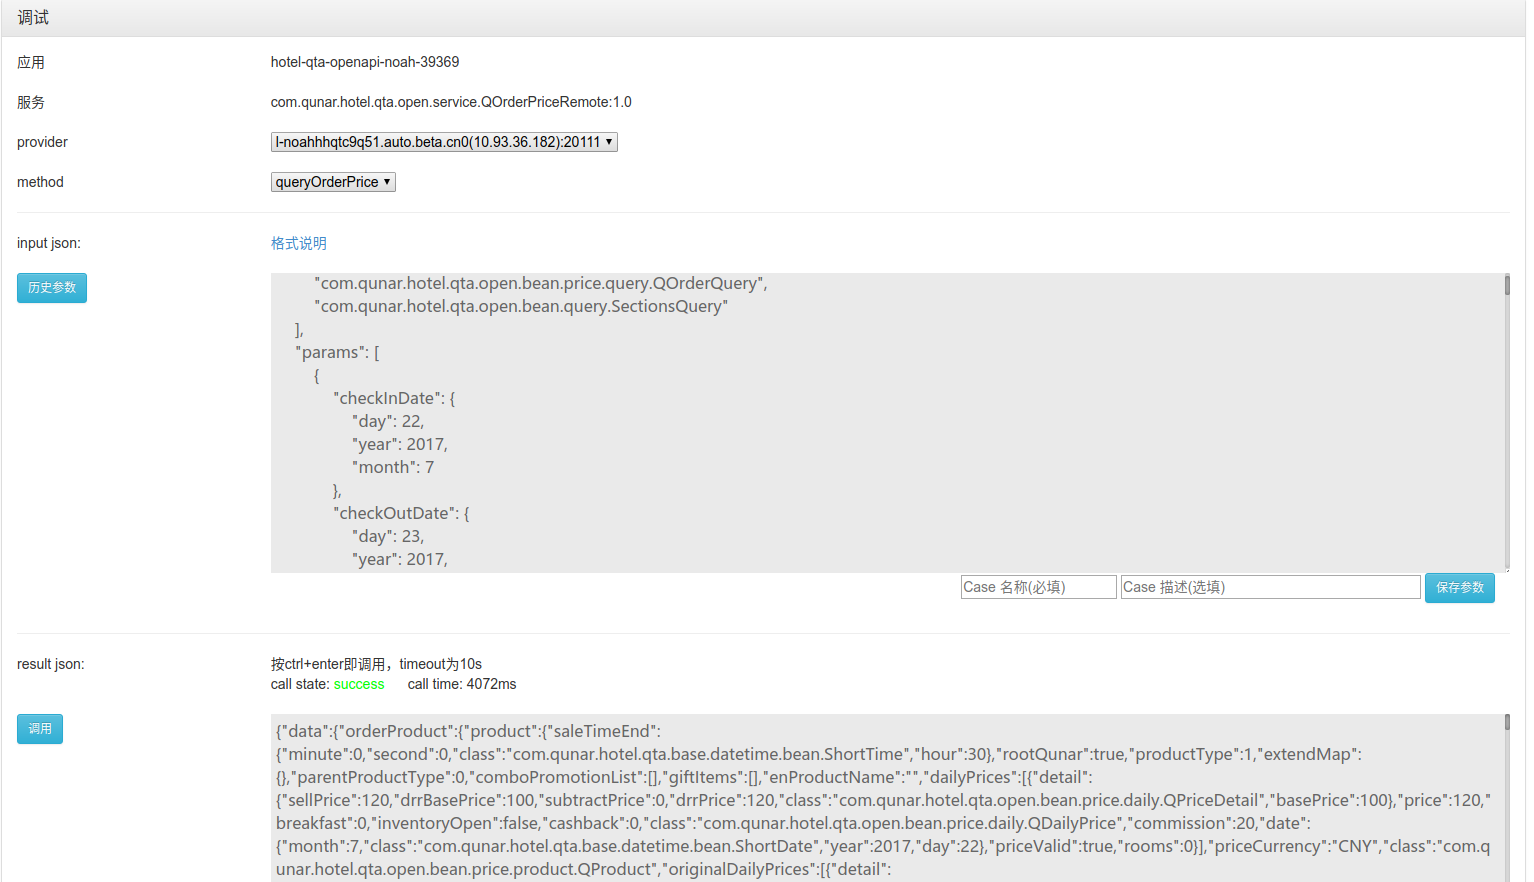 调试
应用 hotel-qta-openapi-noah-39369
服务 com.qunar.hotel.qta.open.service.QOrderPriceRemote:1.0
provider l-noahhhqtc9q51.auto.beta.cn0(10.93.36.182):20111
method queryOrderPrice
input json: 格式说明
历史参数
"com.qunar.hotel.qta.open.bean.price.query.QOrderQuery",
"com.qunar.hotel.qta.open.bean.query.SectionsQuery"
],
"params": [
{
"checkInDate": {
"day": 22,
"year": 2017,
"month": 7
},
"checkOutDate": {
"day": 23,
"year": 2017,
Case 名称(必填) Case 描述(选填) 保存参数
result json: 按ctrl+enter即调用，timeout为10s
call state: success call time: 4072ms
调用
{"data":{"orderProduct":{"product":{"saleTimeEnd":
{"minute":0,"second":0,"class":"com.qunar.hotel.qta.base.datetime.bean.ShortTime","hour":30},"rootQunar":true,"productType":1,"extendMap":
{},"parentProductType":0,"comboPromotionList":[],"giftItems":[],"enProductName":"","dailyPrices":[{"detail":
{"sellPrice":120,"drrBasePrice":100,"subtractPrice":0,"drrPrice":120,"class":"com.qunar.hotel.qta.open.bean.price.daily.QPriceDetail","basePrice":100},"price":120,"
breakfast":0,"inventoryOpen":false,"cashback":0,"class":"com.qunar.hotel.qta.open.bean.price.daily.QDailyPrice","commission":20,"date":
{"month":7,"class":"com.qunar.hotel.qta.base.datetime.bean.ShortDate","year":2017,"day":22},"priceValid":true,"rooms":0}],"priceCurrency":"CNY","class":"com.q
unar.hotel.qta.open.bean.price.product.QProduct","originalDailyPrices":[{"detail":